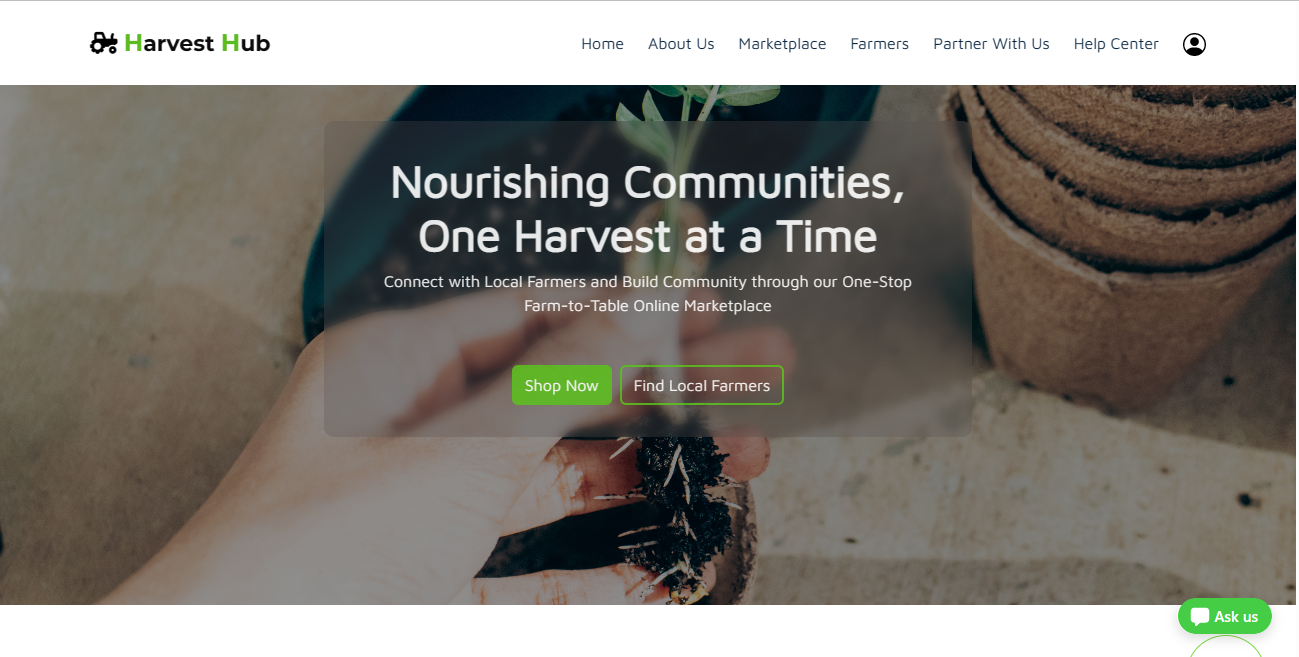 Harvest Hub
Home About Us Marketplace Farmers Partner With Us Help Center
Nourishing Communities,
One Harvest at a Time
Connect with Local Farmers and Build Community through our One-Stop
Farm-to-Table Online Marketplace
Shop Now Find Local Farmers
Ask us